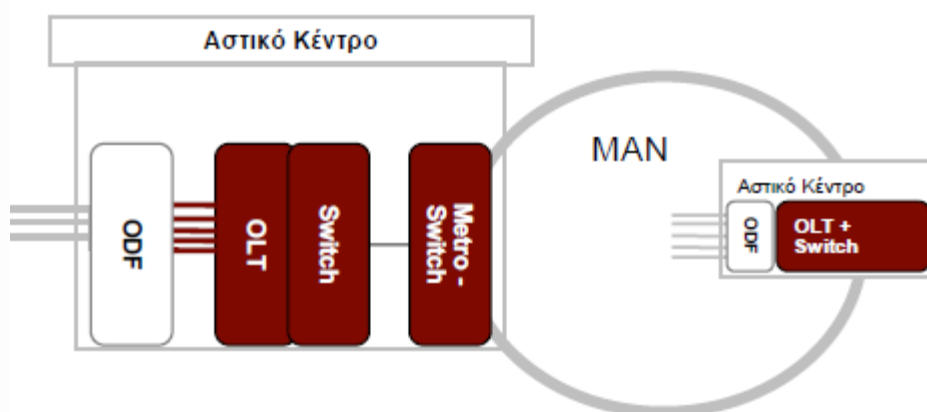 Αστικό Κέντρο
ODF
OLT
Switch
Metro -
Switch
MAN
Αστικό Κέντρο
ODF
OLT +
Switch